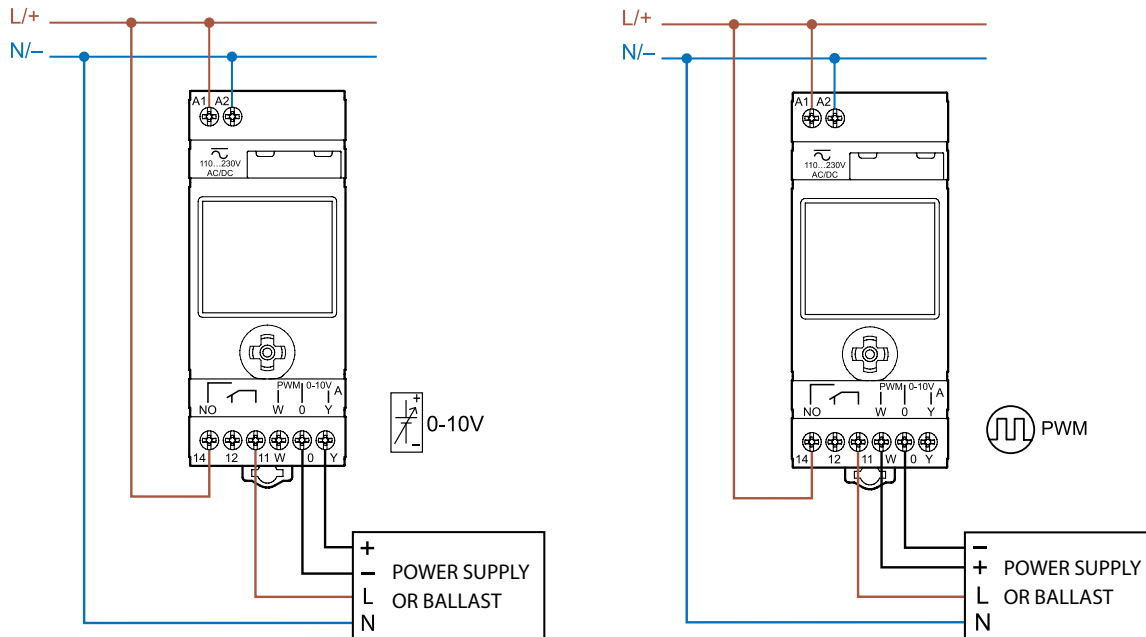 L/+
N/–
A1 A2
110...230V
AC/DC
PWM 0-10V A
NO W 0 Y
14 12 11 W 0 Y
0-10V
+
– POWER SUPPLY
L OR BALLAST
N
L/+
N/–
A1 A2
110...230V
AC/DC
PWM 0-10V A
NO W 0 Y
14 12 11 W 0 Y
PWM
–
+ POWER SUPPLY
L OR BALLAST
N